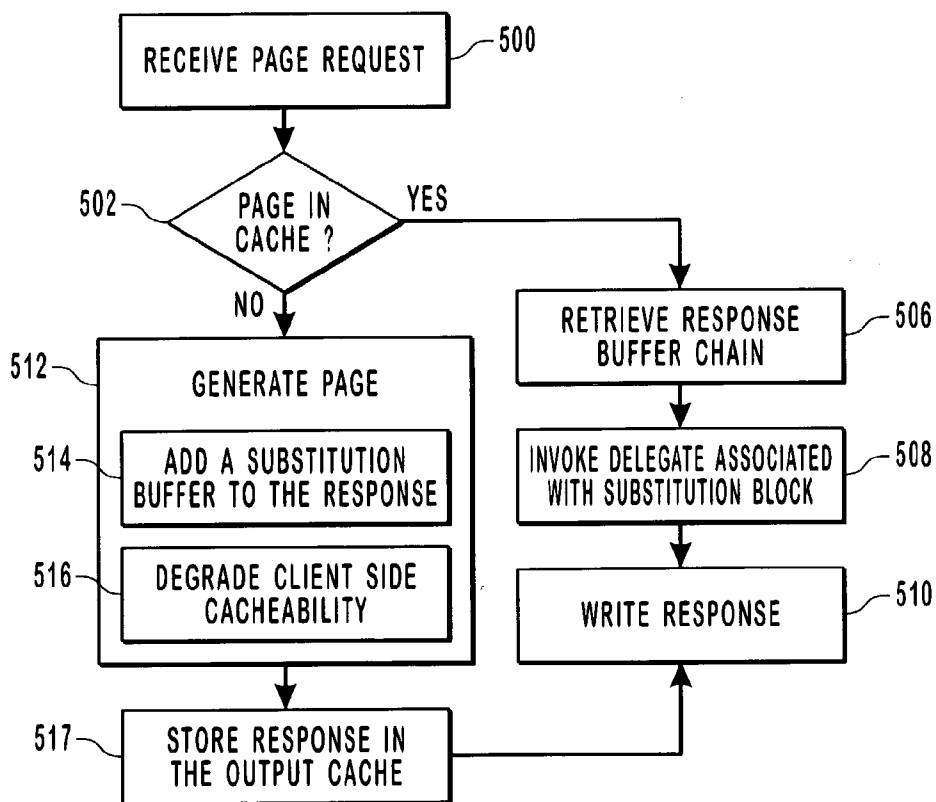 RECEIVE PAGE REQUEST
500
502
PAGE IN
CACHE ?
YES
NO
RETRIEVE RESPONSE
BUFFER CHAIN
506
512
GENERATE PAGE
514
ADD A SUBSTITUTION
BUFFER TO THE RESPONSE
INVOKE DELEGATE ASSOCIATED
WITH SUBSTITUTION BLOCK
508
516
DEGRADE CLIENT SIDE
CACHEABILITY
WRITE RESPONSE
510
517
STORE RESPONSE IN
THE OUTPUT CACHE